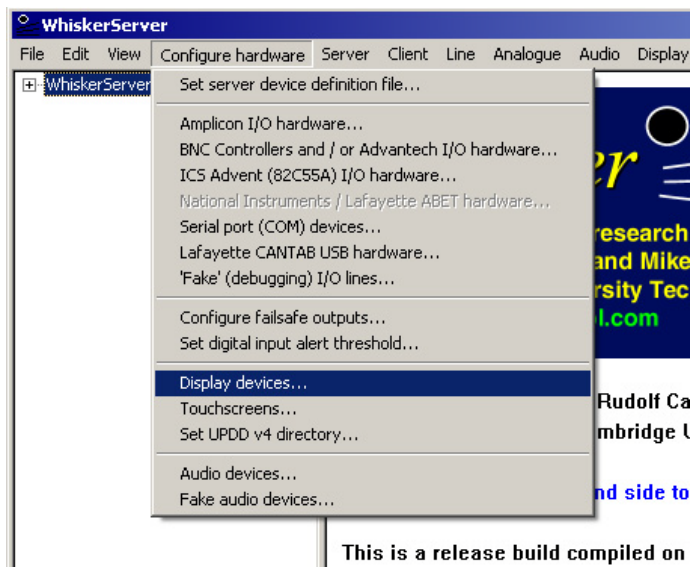 WhiskerServer
File Edit View Configure hardware Server Client Line Analogue Audio Display
WhiskerServer
Set server device definition file...
Amplicon I/O hardware...
BNC Controllers and / or Advantech I/O hardware...
ICS Advent (82C55A) I/O hardware...
National Instruments / Lafayette ABET hardware...
Serial port (COM) devices...
Lafayette CANTAB USB hardware...
'Fake' (debugging) I/O lines...
Configure failsafe outputs...
Set digital input alert threshold...
Display devices...
Touchscreens...
Set UPDD v4 directory...
Audio devices...
Fake audio devices...
er
research
and Mike
rsity Tec
l.com
Rudolf Ca
mbridge U
nd side to
This is a release build compiled on